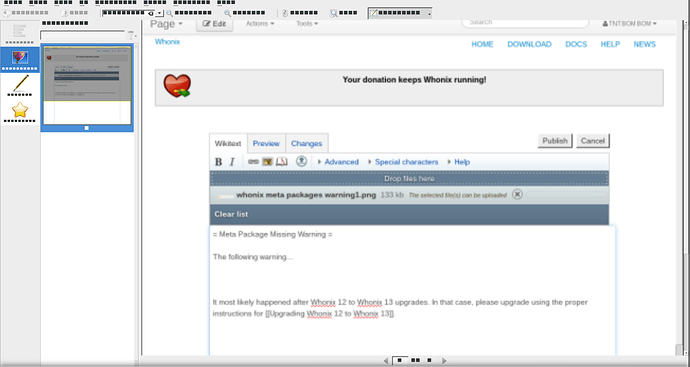 Page
Edit
Actions
Tools
Search
TNT BOM BOM
Whonix
HOME
DOWNLOAD
DOCS
HELP
NEWS
Your donation keeps Whonix running!
Wikitext
Preview
Changes
Publish
Cancel
B I
Advanced
Special characters
Help
Drop files here
whonix meta packages warning1.png 133 kb The selected file(s) can be uploaded
Clear list
= Meta Package Missing Warning =
The following warning...
It most likely happened after Whonix 12 to Whonix 13 upgrades. In that case, please upgrade using the proper
instructions for [[Upgrading Whonix 12 to Whonix 13]].